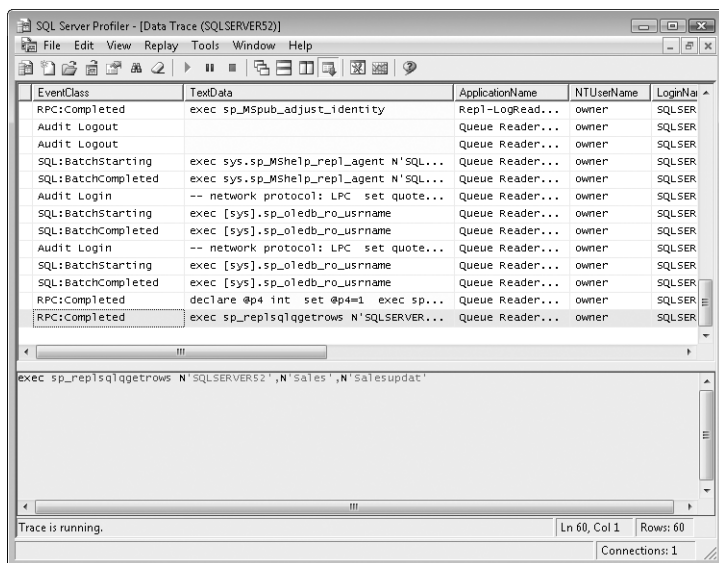 SQL Server Profiler - [Data Trace (SQLSERVER52)]
File Edit View Replay Tools Window Help
EventClass TextData ApplicationName NTUserName LoginNa
RPC:Completed exec sp_MSpub_adjust_identity Repl-LogRead... owner SQLSER
Audit Logout Queue Reader... owner SQLSER
Audit Logout Queue Reader... owner SQLSER
SQL:BatchStarting exec sys.sp_MShelp_repl_agent N'SQL... Queue Reader... owner SQLSER
SQL:BatchCompleted exec sys.sp_MShelp_repl_agent N'SQL... Queue Reader... owner SQLSER
Audit Login -- network protocol: LPC set quote... Queue Reader... owner SQLSER
SQL:BatchStarting exec [sys].sp_oledb_ro_usrname Queue Reader... owner SQLSER
SQL:BatchCompleted exec [sys].sp_oledb_ro_usrname Queue Reader... owner SQLSER
Audit Login -- network protocol: LPC set quote... Queue Reader... owner SQLSER
SQL:BatchStarting exec [sys].sp_oledb_ro_usrname Queue Reader... owner SQLSER
SQL:BatchCompleted exec [sys].sp_oledb_ro_usrname Queue Reader... owner SQLSER
RPC:Completed declare @p4 int set @p4=1 exec sp... Queue Reader... owner SQLSER
RPC:Completed exec sp_replsqlqgetrows N'SQLSERVER... Queue Reader... owner SQLSER
exec sp_replsqlqgetrows N'SQLSERVER52',N'Sales',N'Salesupdat'
Trace is running. Ln 60, Col 1 Rows: 60
Connections: 1